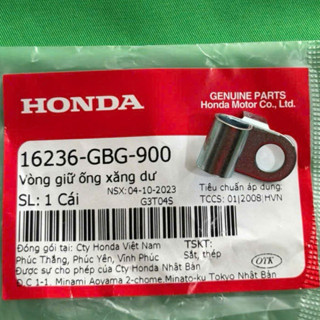 HONDA
GENUINE PARTS
Honda Motor Co., Ltd.
16236-GBG-900
Vòng giữ ống xăng dư
NSX: 04-10-2023
Tiêu chuẩn áp dụng:
SL: 1 Cái
G3T04S
TCCS: 01|2008|HVN
Đóng gói tại: Cty Honda Việt Nam
TSKT:
Phúc Thắng, Phúc Yên, Vĩnh Phúc
Sắt, thép
Được sự cho phép của Cty Honda Nhật Bản
Đ.C 1-1, Minami Aoyama 2-chome Minato-ku Tokyo Nhật Bản
OTK